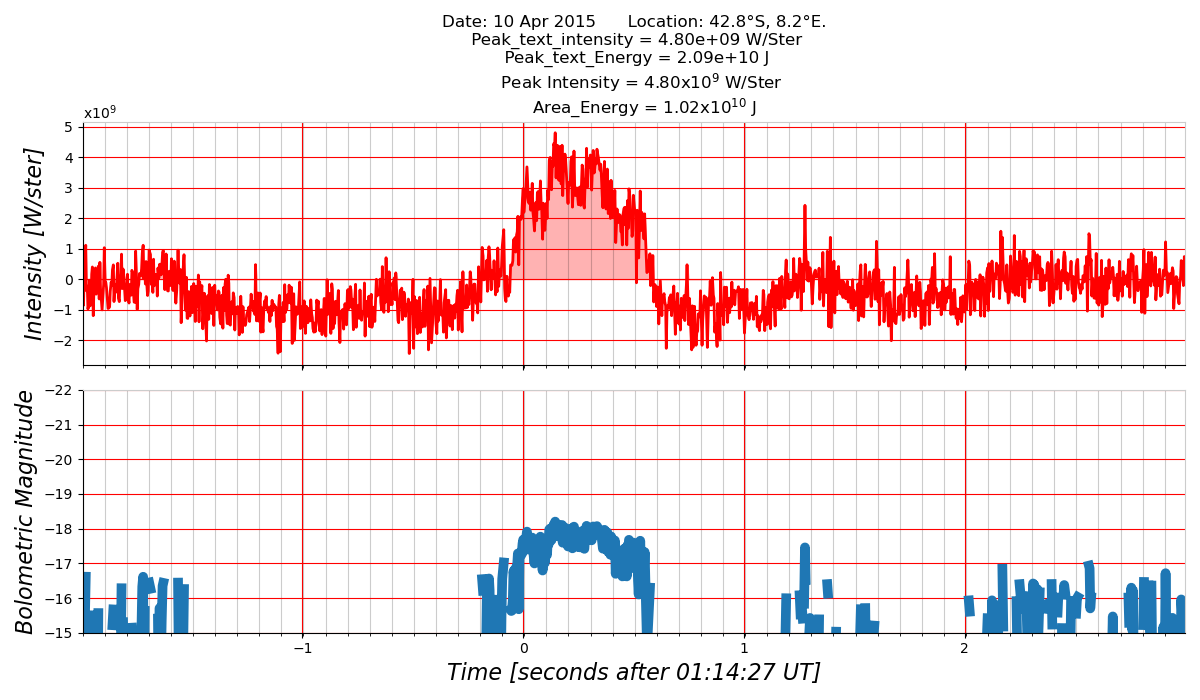 Date: 10 Apr 2015      Location: 42.8°S, 8.2°E.
Peak_text_intensity = 4.80e+09 W/Ster
Peak_text_Energy = 2.09e+10 J
Peak Intensity = 4.80x10⁹ W/Ster
Area_Energy = 1.02x10¹⁰ J
x10⁹
5
4
3
2
1
0
−1
−2
Intensity [W/ster]
−22
−21
−20
−19
−18
−17
−16
−15
Bolometric Magnitude
−1 0 1 2
Time [seconds after 01:14:27 UT]